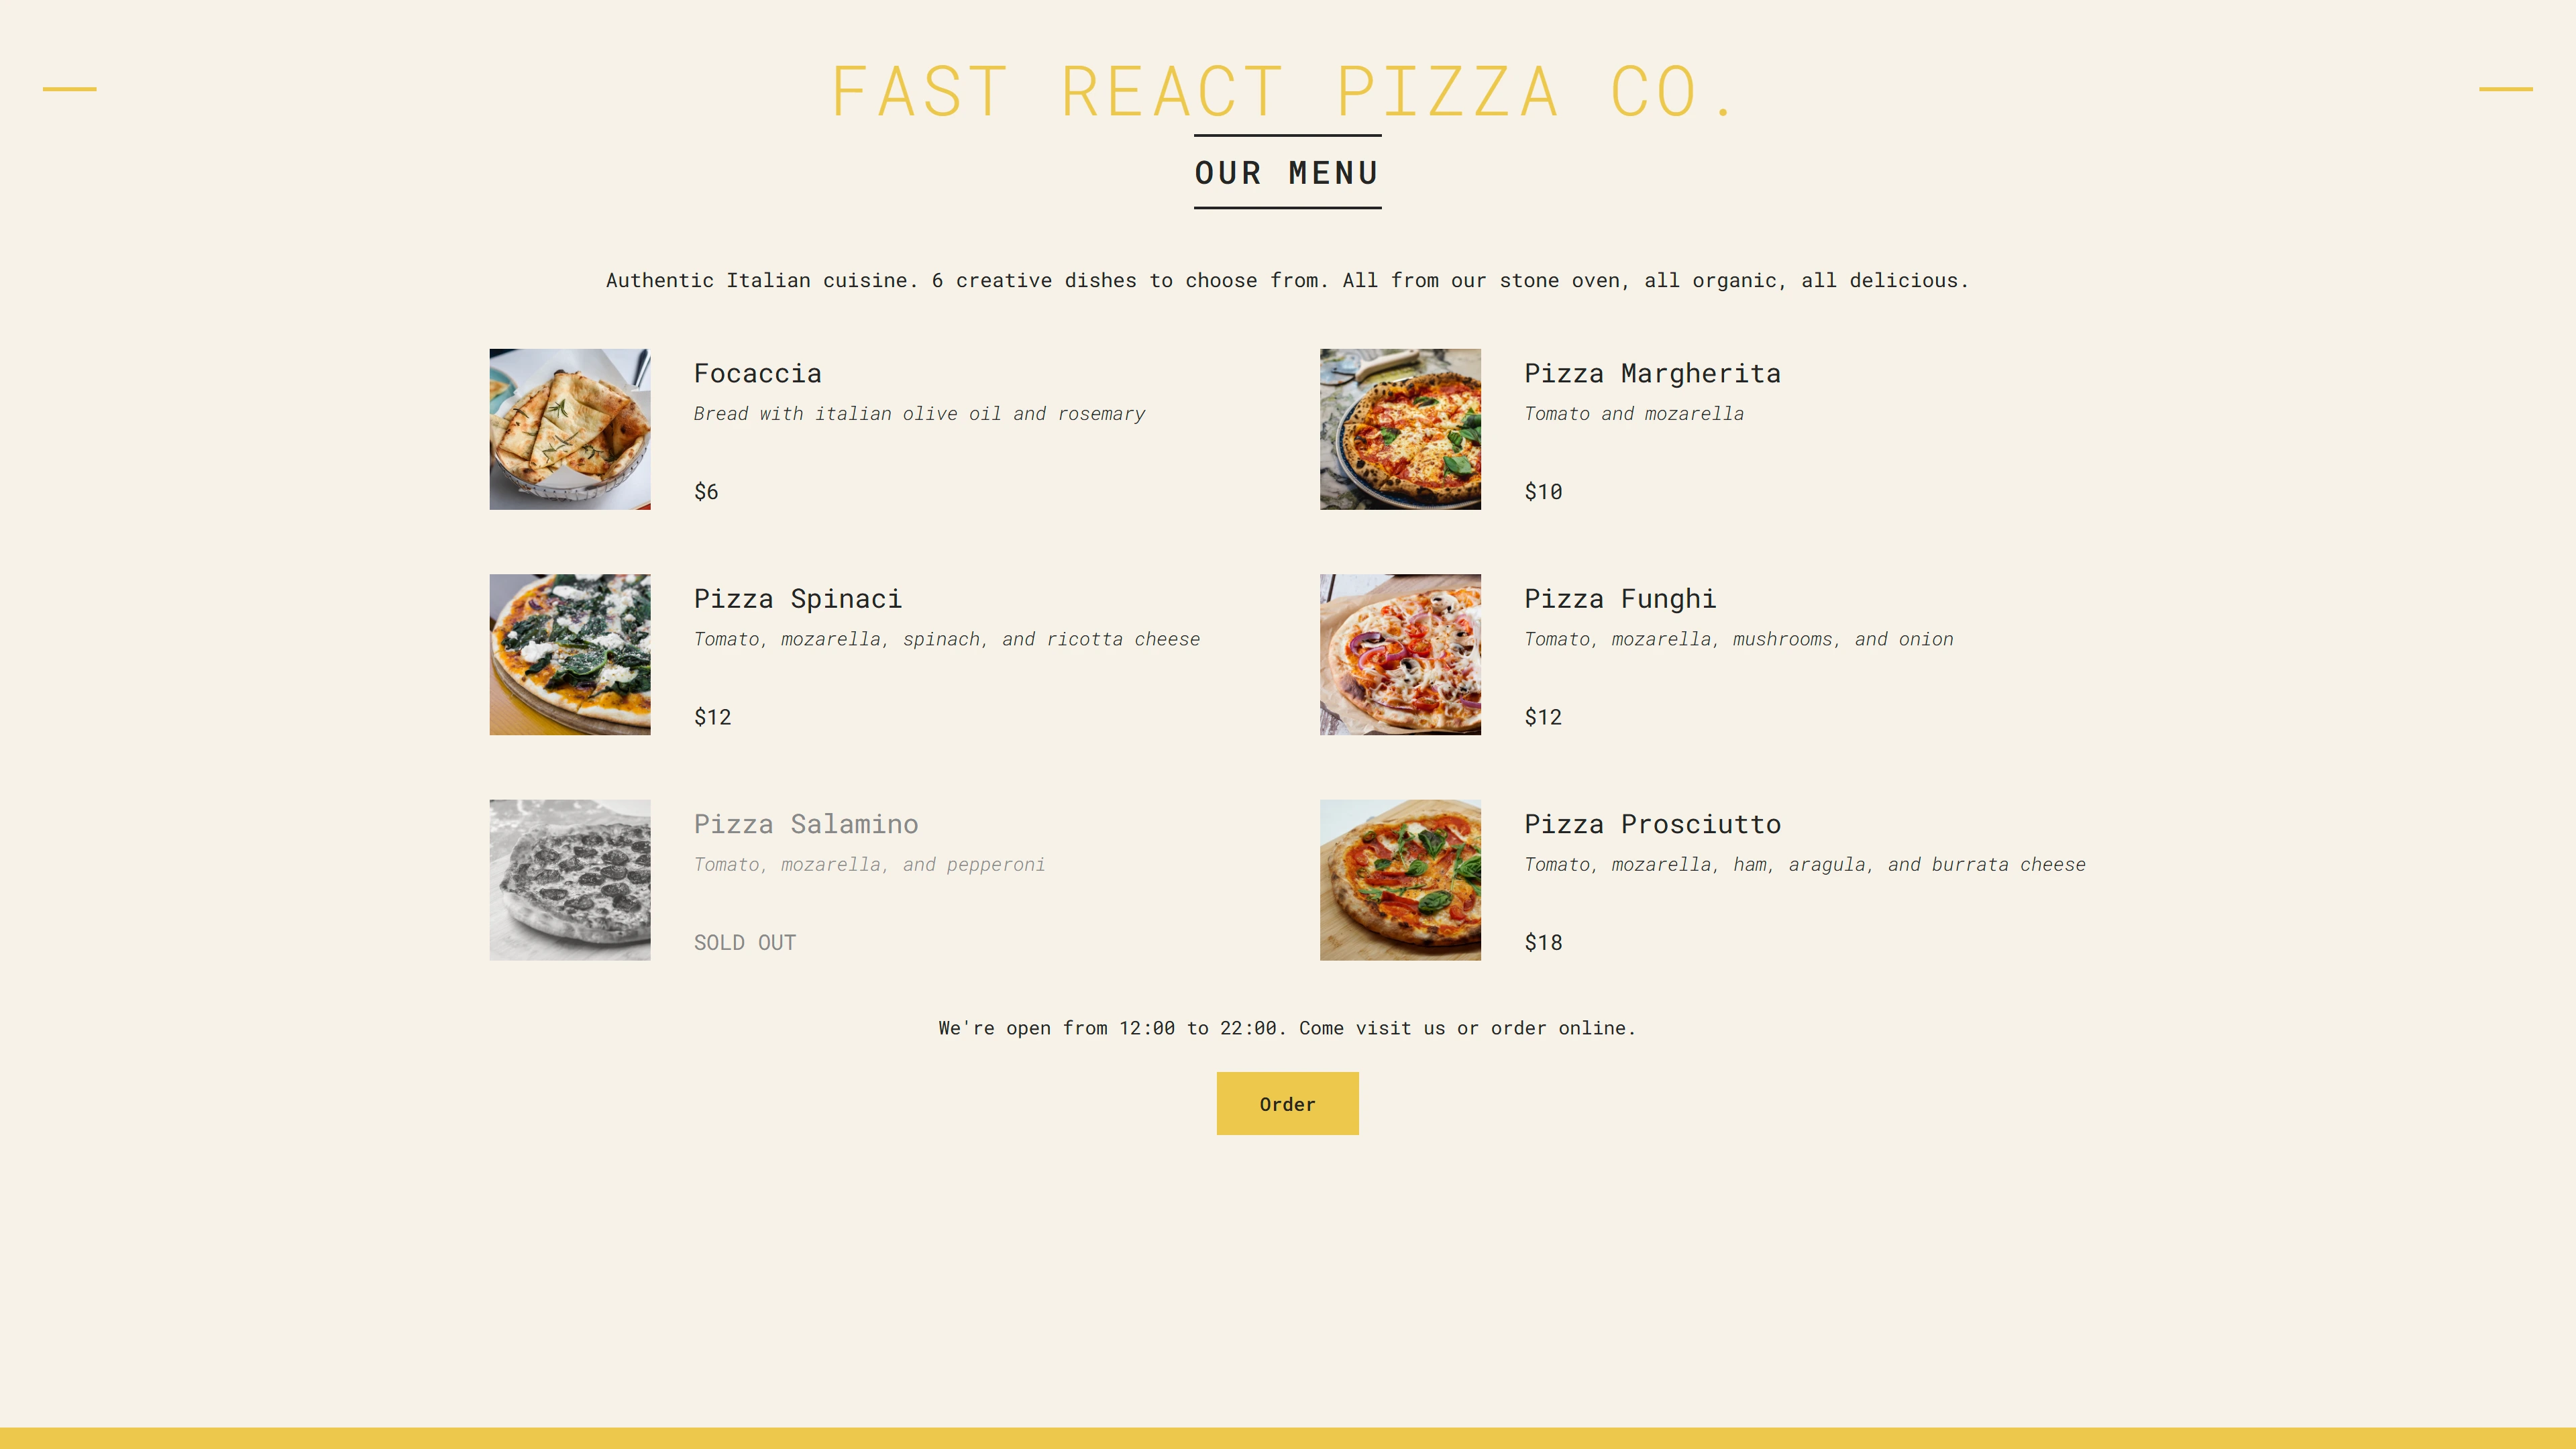 FAST REACT PIZZA CO.
OUR MENU
Authentic Italian cuisine. 6 creative dishes to choose from. All from our stone oven, all organic, all delicious.
Focaccia
Bread with italian olive oil and rosemary
$6
Pizza Margherita
Tomato and mozarella
$10
Pizza Spinaci
Tomato, mozarella, spinach, and ricotta cheese
$12
Pizza Funghi
Tomato, mozarella, mushrooms, and onion
$12
Pizza Salamino
Tomato, mozarella, and pepperoni
SOLD OUT
Pizza Prosciutto
Tomato, mozarella, ham, aragula, and burrata cheese
$18
We're open from 12:00 to 22:00. Come visit us or order online.
Order